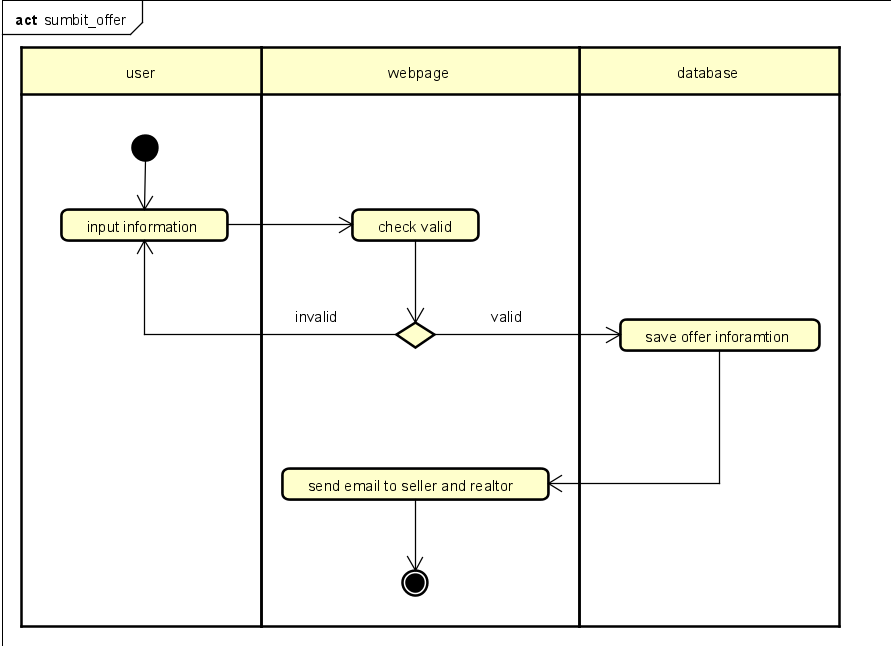 act sumbit_offer
user
webpage
database
input information
check valid
invalid
valid
save offer inforamtion
send email to seller and realtor